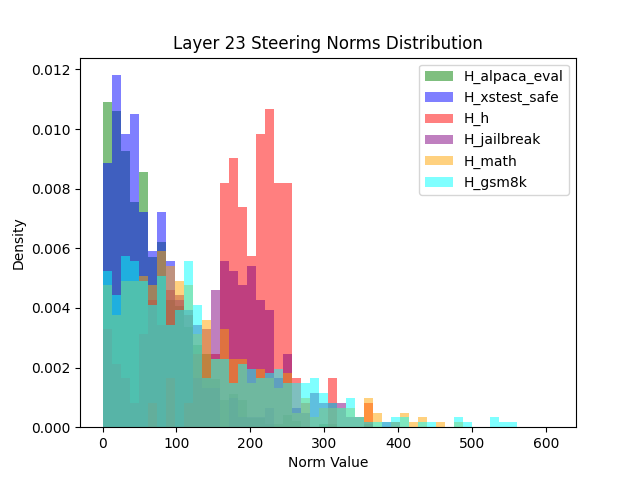 Layer 23 Steering Norms Distribution
0.012
0.010
0.008
0.006
0.004
0.002
0.000
Density
H_alpaca_eval
H_xstest_safe
H_h
H_jailbreak
H_math
H_gsm8k
0 100 200 300 400 500 600
Norm Value